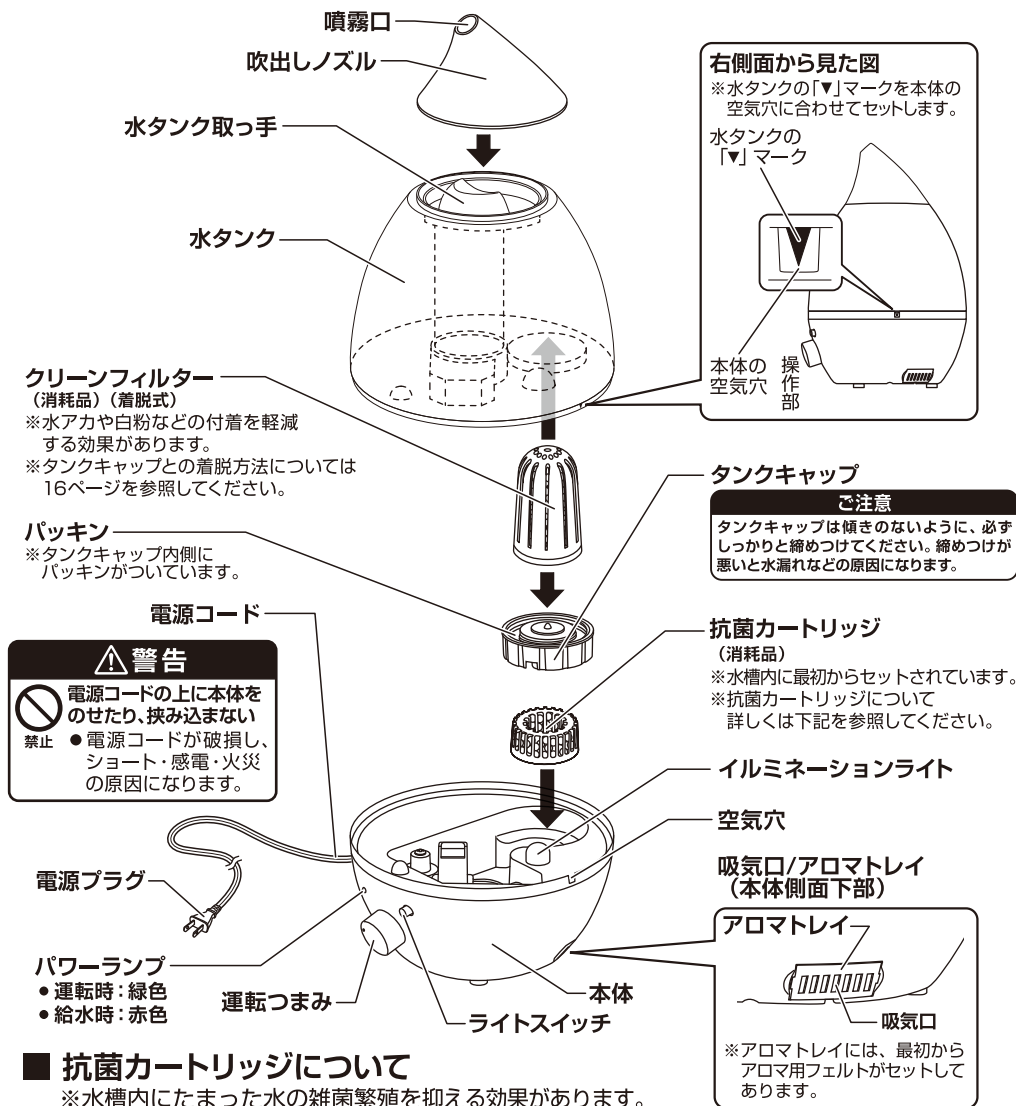 噴霧口
吹出しノズル
水タンク取っ手
水タンク
右側面から見た図
※水タンクの「▼」マークを本体の
空気穴に合わせてセットします。
水タンクの
「▼」マーク
本体の
空気穴
操作部
クリーンフィルター
（消耗品）（着脱式）
※水アカや白粉などの付着を軽減
する効果があります。
※タンクキャップとの着脱方法については
16ページを参照してください。
パッキン
※タンクキャップ内側に
パッキンがついています。
タンクキャップ
ご注意
タンクキャップは傾きのないように、必ず
しっかりと締めつけてください。締めつけが
悪いと水漏れなどの原因になります。
電源コード
⚠警告
禁止
電源コードの上に本体を
のせたり、挟み込まない
●電源コードが破損し、
ショート・感電・火災
の原因になります。
抗菌カートリッジ
（消耗品）
※水槽内に最初からセットされています。
※抗菌カートリッジについて
詳しくは下記を参照してください。
イルミネーションライト
空気穴
電源プラグ
吸気口/アロマトレイ
（本体側面下部）
アロマトレイ
吸気口
※アロマトレイには、最初から
アロマ用フェルトがセットして
あります。
パワーランプ
●運転時：緑色
●給水時：赤色
運転つまみ
ライトスイッチ
本体
■ 抗菌カートリッジについて
※水槽内にたまった水の雑菌繁殖を抑える効果があります。